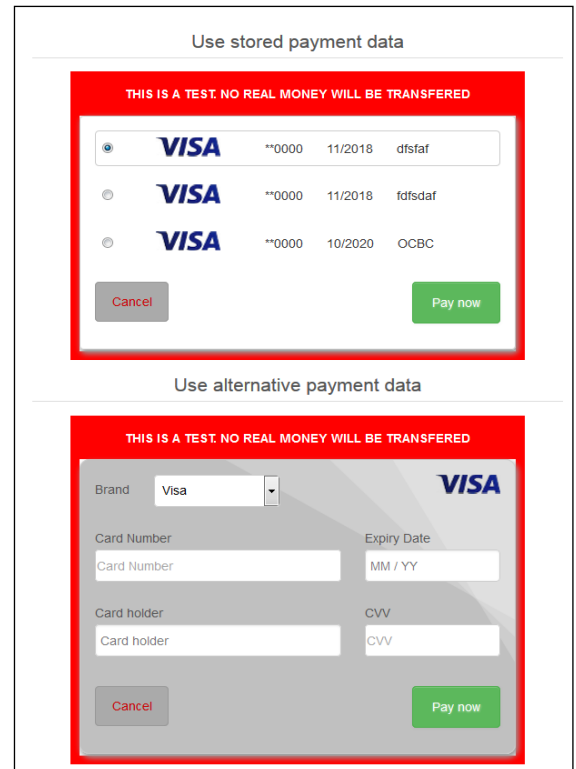 Use stored payment data
THIS IS A TEST. NO REAL MONEY WILL BE TRANSFERED
VISA **0000 11/2018 dfsfaf
VISA **0000 11/2018 fdfsdaf
VISA **0000 10/2020 OCBC
Cancel Pay now
Use alternative payment data
THIS IS A TEST. NO REAL MONEY WILL BE TRANSFERED
Brand Visa VISA
Card Number Expiry Date
Card Number MM / YY
Card holder CVV
Card holder CVV
Cancel Pay now